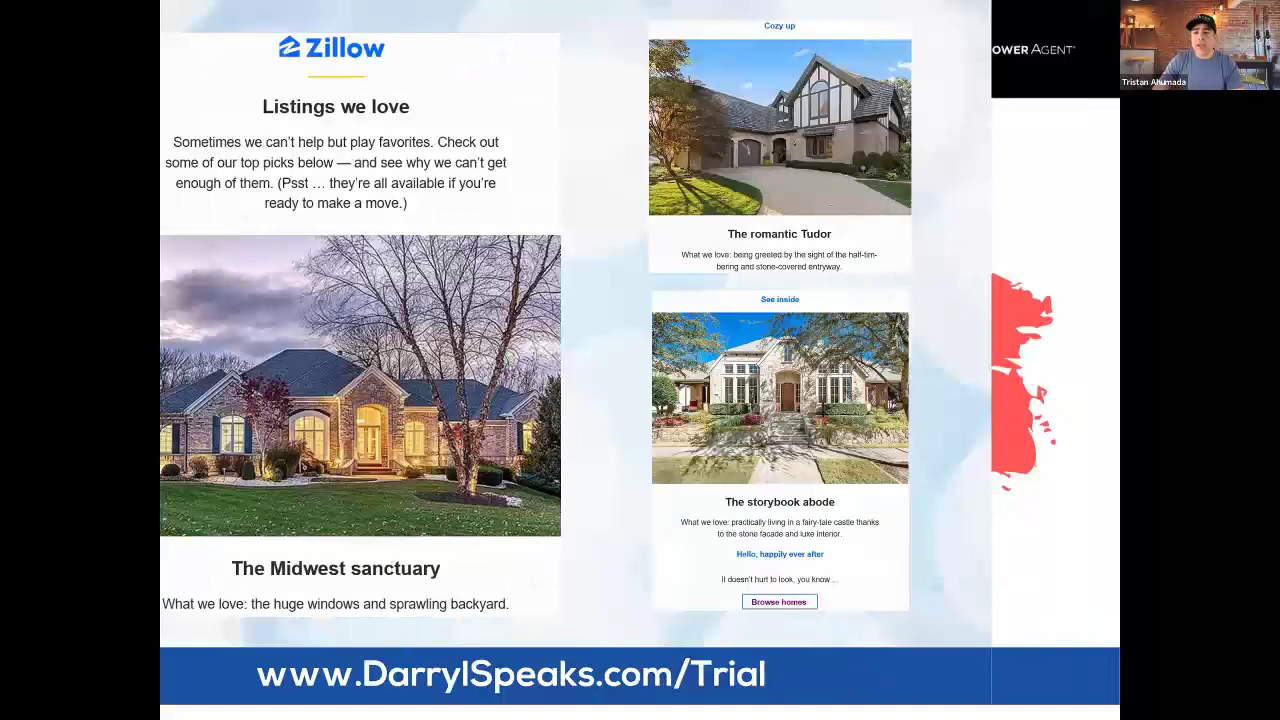 Zillow
Listings we love
Sometimes we can't help but play favorites. Check out
some of our top picks below — and see why we can't get
enough of them. (Psst … they're all available if you're
ready to make a move.)
The Midwest sanctuary
What we love: the huge windows and sprawling backyard.
Cozy up
The romantic Tudor
What we love: being greeted by the sight of the half-tim-
bering and stone-covered entryway.
See inside
The storybook abode
What we love: practically living in a fairy-tale castle thanks
to the stone facade and luxe interior.
Hello, happily ever after
It doesn't hurt to look, you know …
Browse homes
OWER AGENT®
Tristan Ahumada
www.DarrylSpeaks.com/Trial